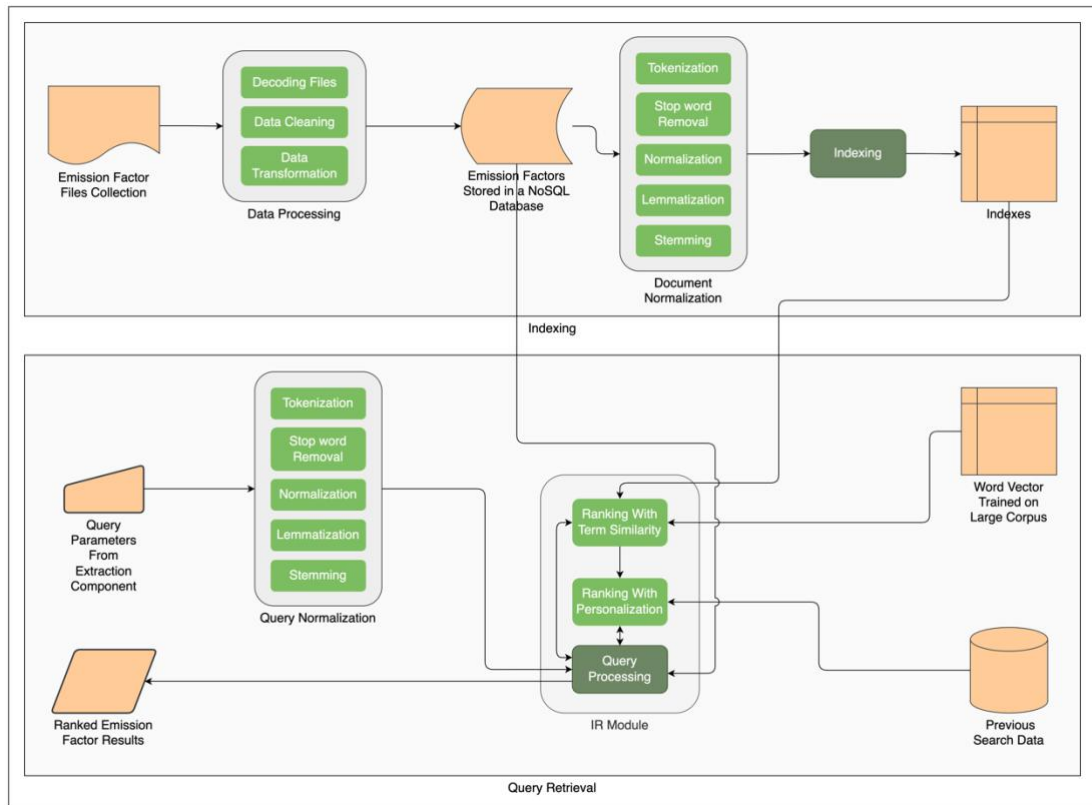 Decoding Files
Data Cleaning
Data
Transformation
Data Processing
Emission Factor
Files Collection
Emission Factors
Stored in a NoSQL
Database
Tokenization
Stop word
Removal
Normalization
Lemmatization
Stemming
Document
Normalization
Indexing
Indexes
Indexing
Tokenization
Stop word
Removal
Normalization
Lemmatization
Stemming
Query Normalization
Query
Parameters
From
Extraction
Component
Ranking With
Term Similarity
Ranking With
Personalization
Query
Processing
IR Module
Word Vector
Trained on
Large Corpus
Previous
Search Data
Ranked Emission
Factor Results
Query Retrieval